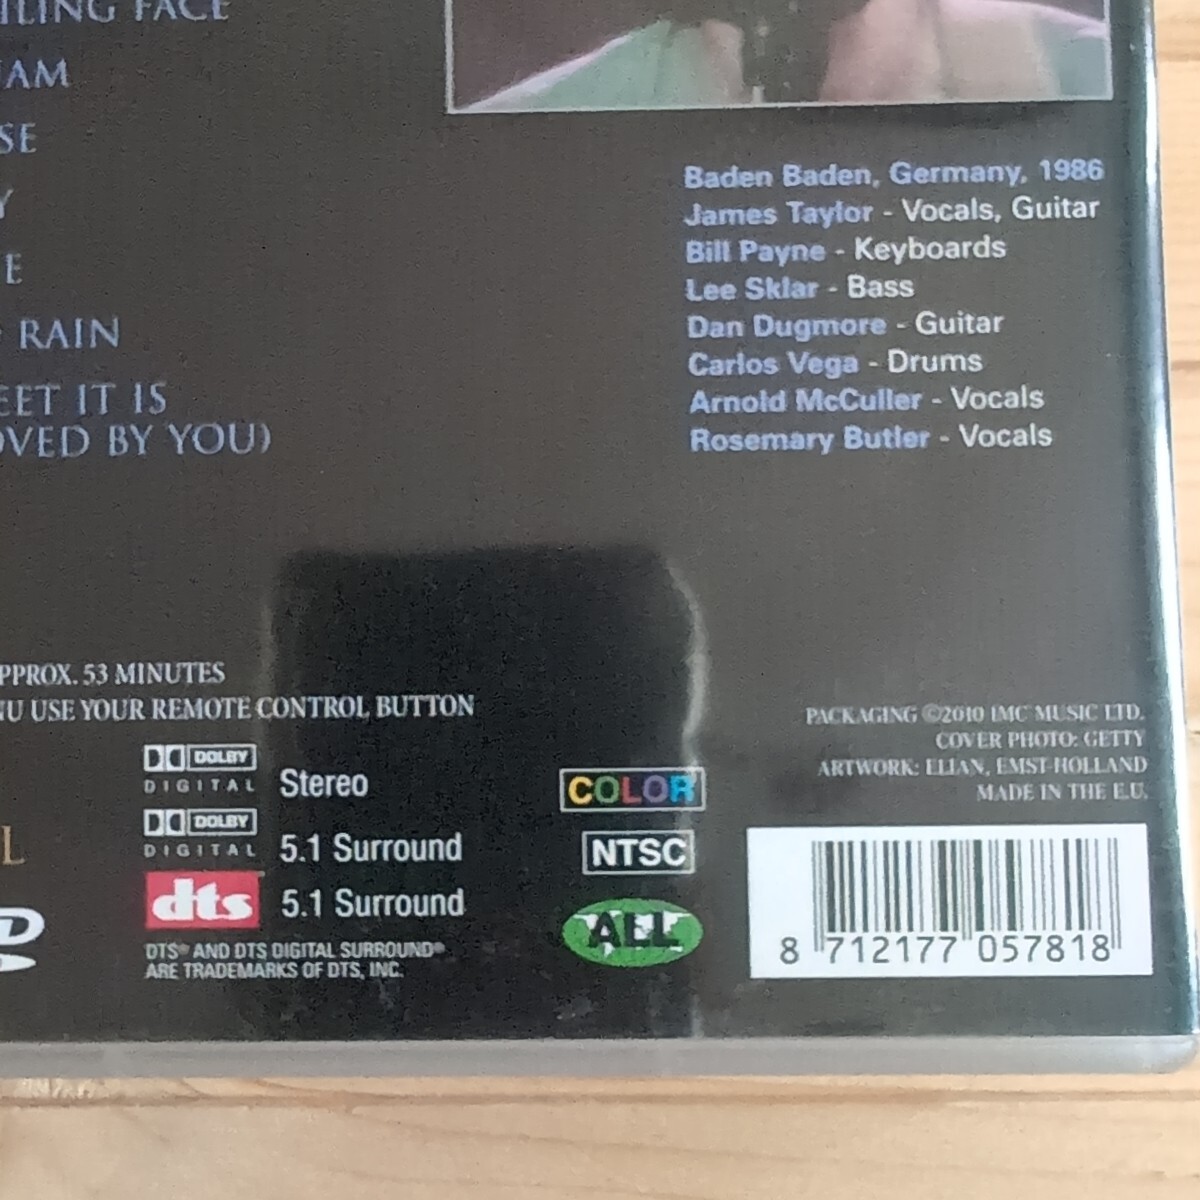 FACE
SE
Y
E
RAIN
IT IS
BY YOU)
Baden Baden, Germany, 1986
James Taylor - Vocals, Guitar
Bill Payne - Keyboards
Lee Sklar - Bass
Dan Dugmore - Guitar
Carlos Vega - Drums
Arnold McCuller - Vocals
Rosemary Butler - Vocals
PPROX. 53 MINUTES
NU USE YOUR REMOTE CONTROL BUTTON
DOLBY
DIGITAL Stereo
DOLBY
DIGITAL 5.1 Surround
dts 5.1 Surround
DTS® AND DTS DIGITAL SURROUND®
ARE TRADEMARKS OF DTS, INC.
L
COLOR
NTSC
ALL
PACKAGING ©2010 IMC MUSIC LTD.
COVER PHOTO: GETTY
ARTWORK: ELIAN, EMST-HOLLAND
MADE IN THE E.U.
8 712177 057818